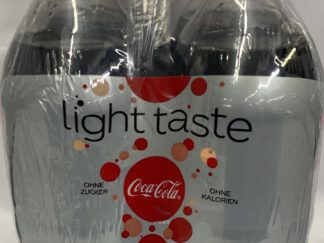 light taste
OHNE
ZUCKER
Coca-Cola
OHNE
KALORIEN